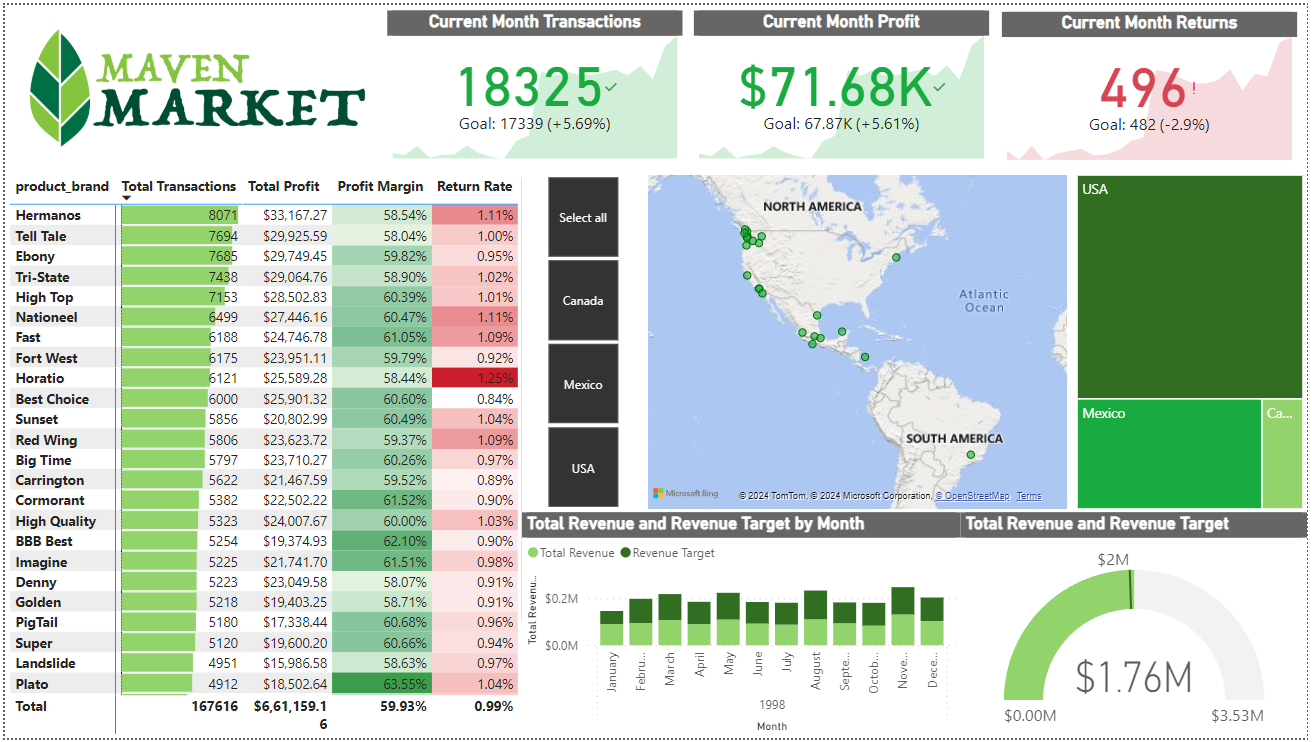 MAVEN
MARKET
Current Month Transactions
18325
Goal: 17339 (+5.69%)
Current Month Profit
$71.68K
Goal: 67.87K (+5.61%)
Current Month Returns
496!
Goal: 482 (-2.9%)
product_brand Total Transactions Total Profit Profit Margin Return Rate
Hermanos 8071 $33,167.27 58.54% 1.11%
Tell Tale 7694 $29,925.59 58.04% 1.00%
Ebony 7685 $29,749.45 59.82% 0.95%
Tri-State 7438 $29,064.76 58.90% 1.02%
High Top 7153 $28,502.83 60.39% 1.01%
Nationeel 6499 $27,446.16 60.47% 1.11%
Fast 6188 $24,746.78 61.05% 1.09%
Fort West 6175 $23,951.11 59.79% 0.92%
Horatio 6121 $25,589.28 58.44% 1.25%
Best Choice 6000 $25,901.32 60.60% 0.84%
Sunset 5856 $20,802.99 60.49% 1.04%
Red Wing 5806 $23,623.72 59.37% 1.09%
Big Time 5797 $23,710.27 60.26% 0.97%
Carrington 5622 $21,467.59 59.52% 0.89%
Cormorant 5382 $22,502.22 61.52% 0.90%
High Quality 5323 $24,007.67 60.00% 1.03%
BBB Best 5254 $19,374.93 62.10% 0.90%
Imagine 5225 $21,741.70 61.51% 0.98%
Denny 5223 $23,049.58 58.07% 0.91%
Golden 5218 $19,403.25 58.71% 0.91%
PigTail 5180 $17,338.44 60.68% 0.96%
Super 5120 $19,600.20 60.66% 0.94%
Landslide 4951 $15,986.58 58.63% 0.97%
Plato 4912 $18,502.64 63.55% 1.04%
Total 167616 $6,61,159.1 59.93% 0.99%
6
Select all
Canada
Mexico
USA
NORTH AMERICA
Atlantic
Ocean
SOUTH AMERICA
Microsoft Bing
© 2024 TomTom, © 2024 Microsoft Corporation, © OpenStreetMap Terms
USA
Mexico
Ca...
Total Revenue and Revenue Target by Month
Total Revenue Revenue Target
Total Revenu...
$0.2M
$0.0M
January
Febru...
March
April
May
June
July
August
Septe...
Octob...
Nove...
Dece...
1998
Month
Total Revenue and Revenue Target
$2M
$1.76M
$0.00M
$3.53M